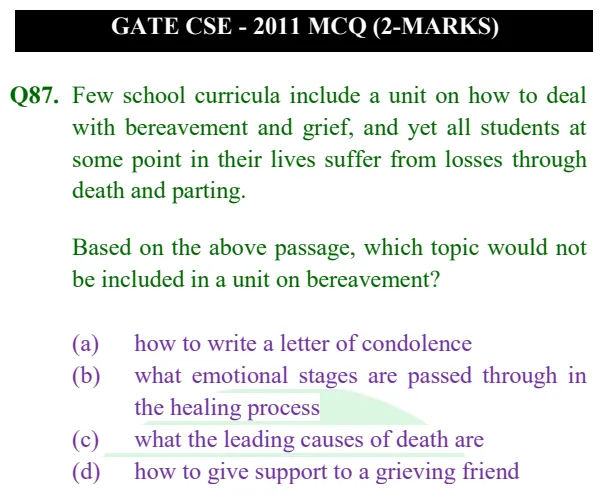 GATE CSE - 2011 MCQ (2-MARKS)
Q87. Few school curricula include a unit on how to deal
with bereavement and grief, and yet all students at
some point in their lives suffer from losses through
death and parting.
Based on the above passage, which topic would not
be included in a unit on bereavement?
(a) how to write a letter of condolence
(b) what emotional stages are passed through in
the healing process
(c) what the leading causes of death are
(d) how to give support to a grieving friend